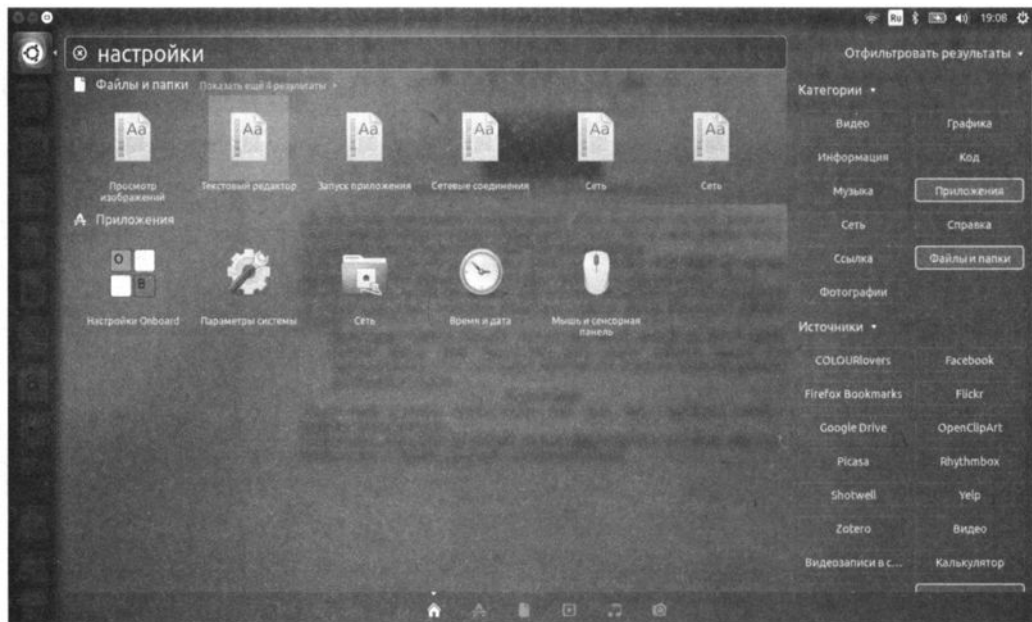 Ru 19:08
настройки
Отфильтровать результаты
Файлы и папки Показать ещё 4 результаты
Просмотр изображений
Текстовый редактор
Запуск приложения
Сетевые соединения
Сеть
Сеть
Приложения
Настройки Onboard
Параметры системы
Сеть
Время и дата
Мышь и сенсорная
панель
Категории
Видео Графика
Информация Код
Музыка Приложения
Сеть Справка
Ссылка Файлы и папки
Фотографии
Источники
COLOURlovers Facebook
Firefox Bookmarks Flickr
Google Drive OpenClipArt
Picasa Rhythmbox
Shotwell Yelp
Zotero Видео
Видеозаписи в с... Калькулятор